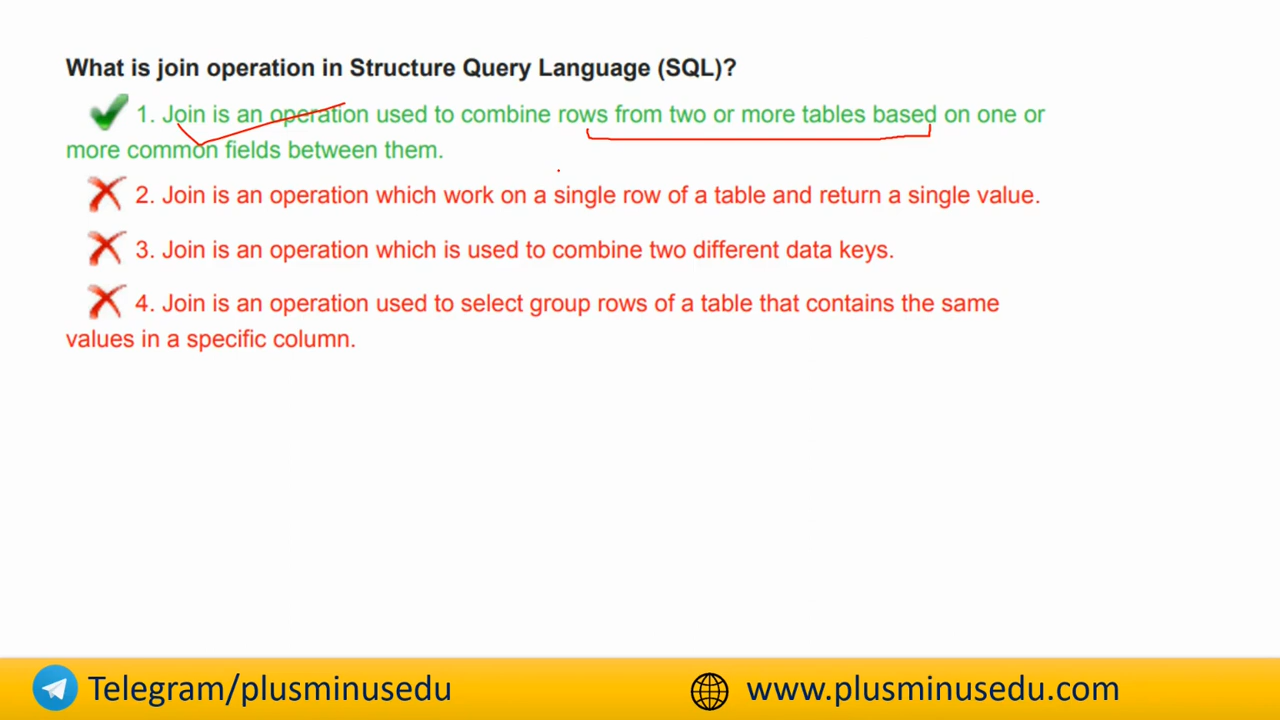 What is join operation in Structure Query Language (SQL)?
1. Join is an operation used to combine rows from two or more tables based on one or
more common fields between them.
2. Join is an operation which work on a single row of a table and return a single value.
3. Join is an operation which is used to combine two different data keys.
4. Join is an operation used to select group rows of a table that contains the same
values in a specific column.
Telegram/plusminusedu
www.plusminusedu.com